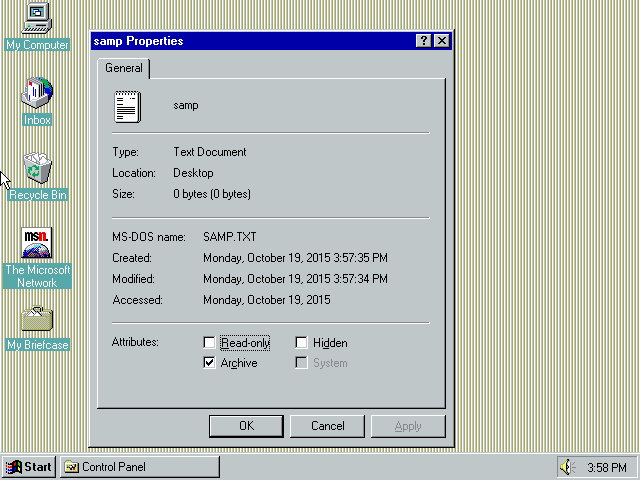 My Computer
Inbox
Recycle Bin
msn.
The Microsoft
Network
My Briefcase
samp Properties
General
samp
Type: Text Document
Location: Desktop
Size: 0 bytes (0 bytes)
MS-DOS name: SAMP.TXT
Created: Monday, October 19, 2015 3:57:35 PM
Modified: Monday, October 19, 2015 3:57:34 PM
Accessed: Monday, October 19, 2015
Attributes: Read-only Hidden
Archive System
OK Cancel Apply
Start Control Panel 3:58 PM